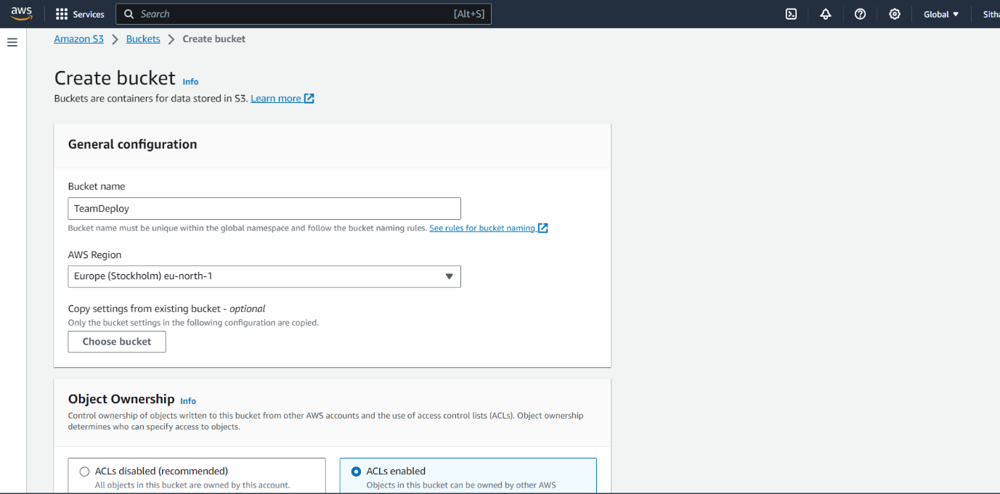 aws Services Search [Alt+S] Global Sitha
Amazon S3 Buckets Create bucket
Create bucket Info
Buckets are containers for data stored in S3. Learn more
General configuration
Bucket name
TeamDeploy
Bucket name must be unique within the global namespace and follow the bucket naming rules. See rules for bucket naming
AWS Region
Europe (Stockholm) eu-north-1
Copy settings from existing bucket - optional
Only the bucket settings in the following configuration are copied.
Choose bucket
Object Ownership Info
Control ownership of objects written to this bucket from other AWS accounts and the use of access control lists (ACLs). Object ownership
determines who can specify access to objects.
ACLs disabled (recommended) ACLs enabled
All objects in this bucket are owned by this account. Objects in this bucket can be owned by other AWS